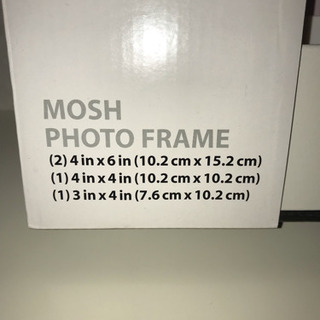 MOSH
PHOTO FRAME
(2) 4 in x 6 in (10.2 cm x 15.2 cm)
(1) 4 in x 4 in (10.2 cm x 10.2 cm)
(1) 3 in x 4 in (7.6 cm x 10.2 cm)